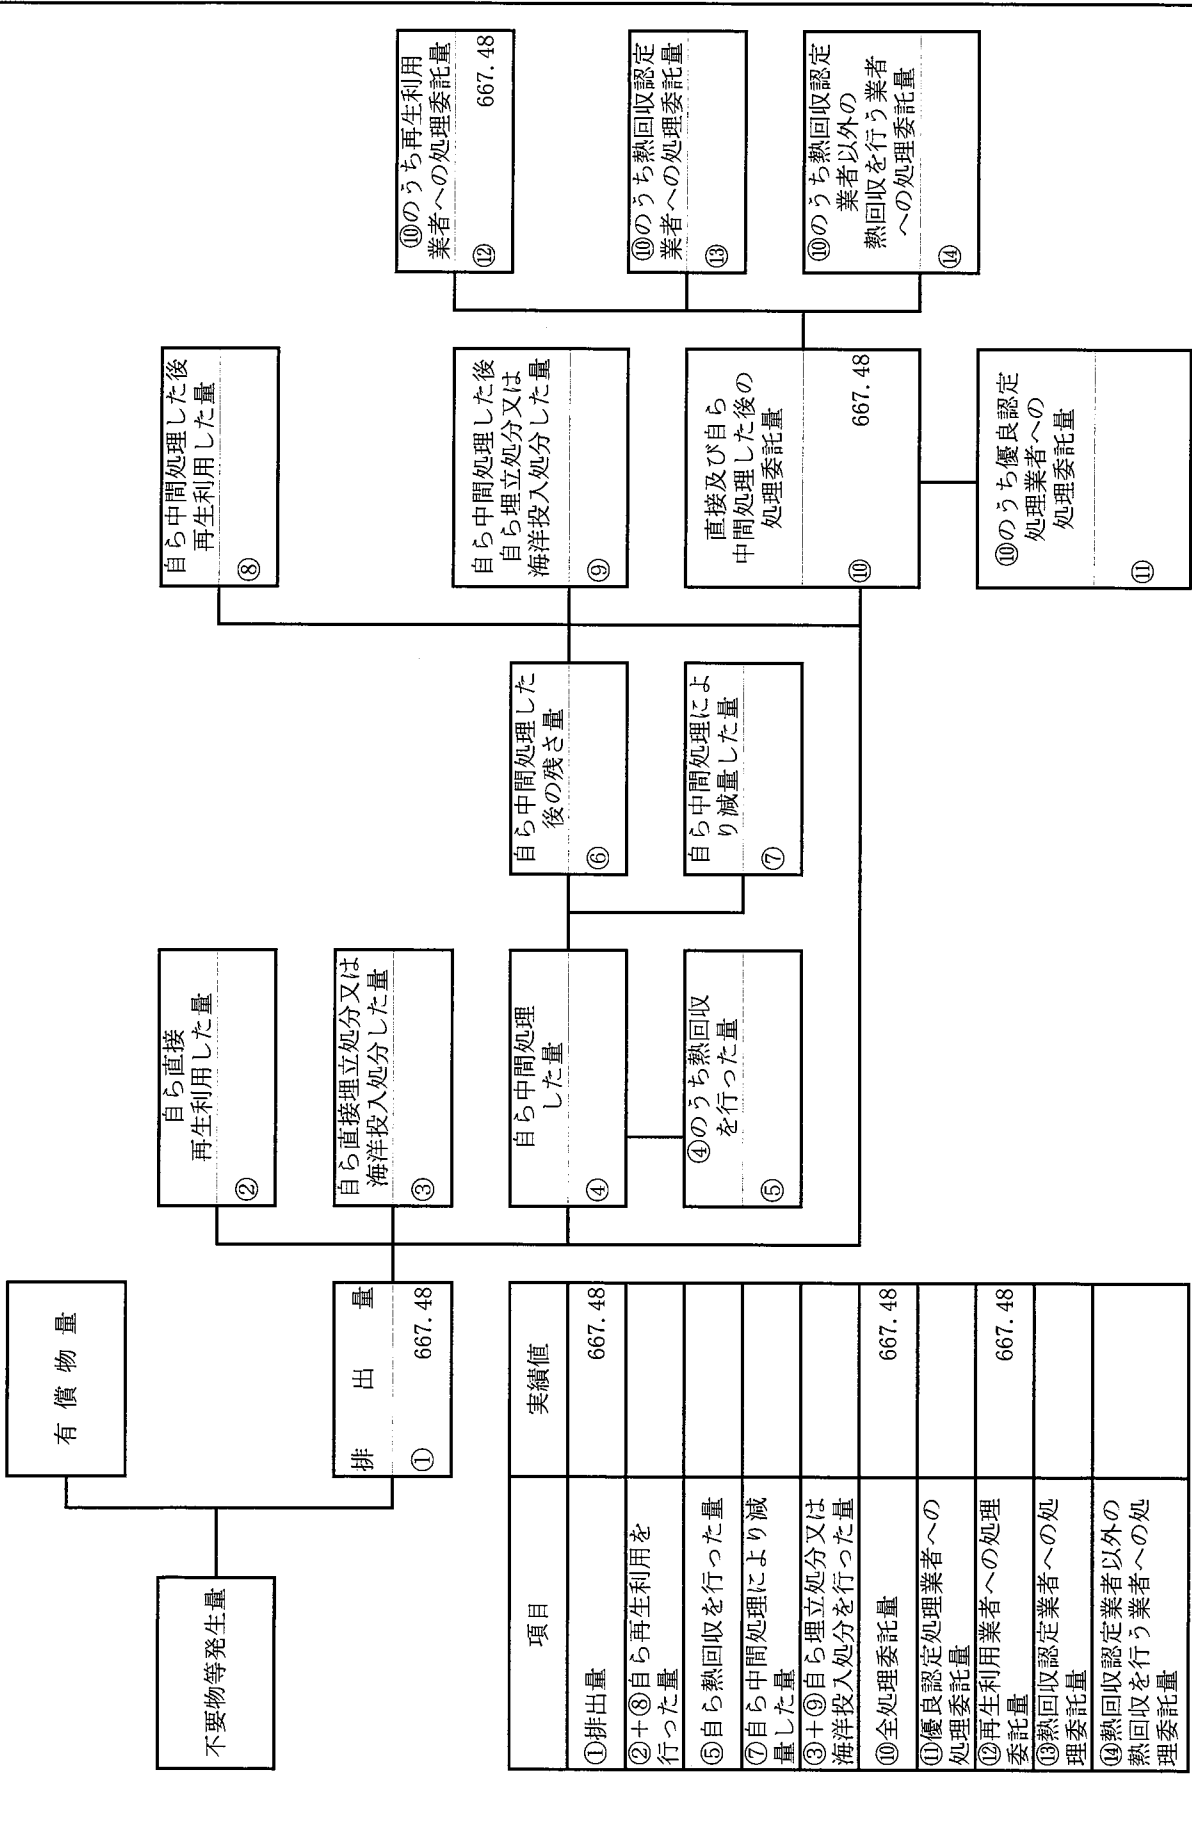 不要物等発生量
有償物量
排出量
① 667.48
自ら直接
再生利用した量
②
自ら直接埋立処分又は
海洋投入処分した量
③
自ら中間処理
した量
④
④のうち熱回収
を行った量
⑤
自ら中間処理した
後の残さ量
⑥
自ら中間処理によ
り減量した量
⑦
自ら中間処理した後
再生利用した量
⑧
自ら中間処理した後
自ら埋立処分又は
海洋投入処分した量
⑨
直接及び自ら
中間処理した後の
処理委託量
⑩ 667.48
⑩のうち優良認定
処理業者への
処理委託量
⑪
⑩のうち再生利用
業者への処理委託量
⑫ 667.48
⑩のうち熱回収認定
業者への処理委託量
⑬
⑩のうち熱回収認定
業者以外の
熱回収を行う業者
への処理委託量
⑭
項目 実績値
①排出量 667.48
②+⑧自ら再生利用を
行った量
⑤自ら熱回収を行った量
⑦自ら中間処理により減
量した量
③+⑨自ら埋立処分又は
海洋投入処分を行った量
⑩全処理委託量 667.48
⑪優良認定処理業者への
処理委託量
⑫再生利用業者への処理
委託量 667.48
⑬熱回収認定業者への処
理委託量
⑭熱回収認定業者以外の
熱回収を行う業者への処
理委託量